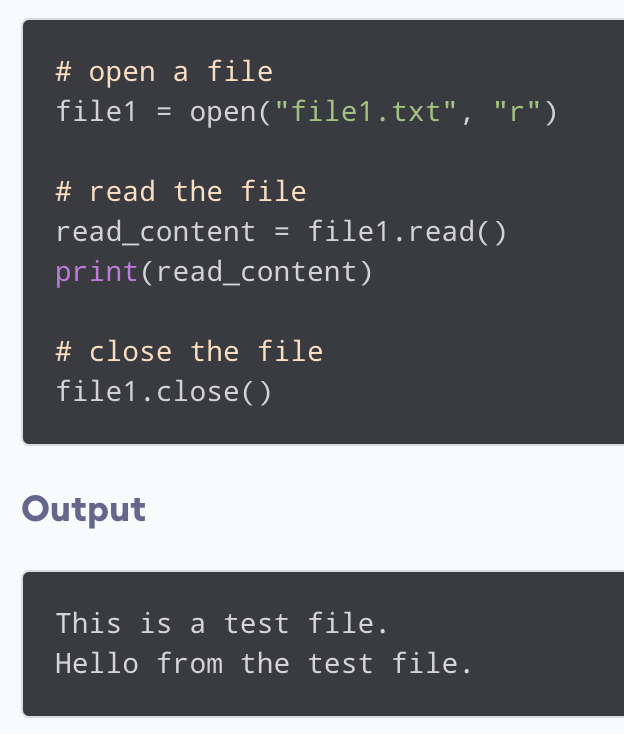 # open a file
file1 = open("file1.txt", "r")
# read the file
read_content = file1.read()
print(read_content)
# close the file
file1.close()
Output
This is a test file.
Hello from the test file.